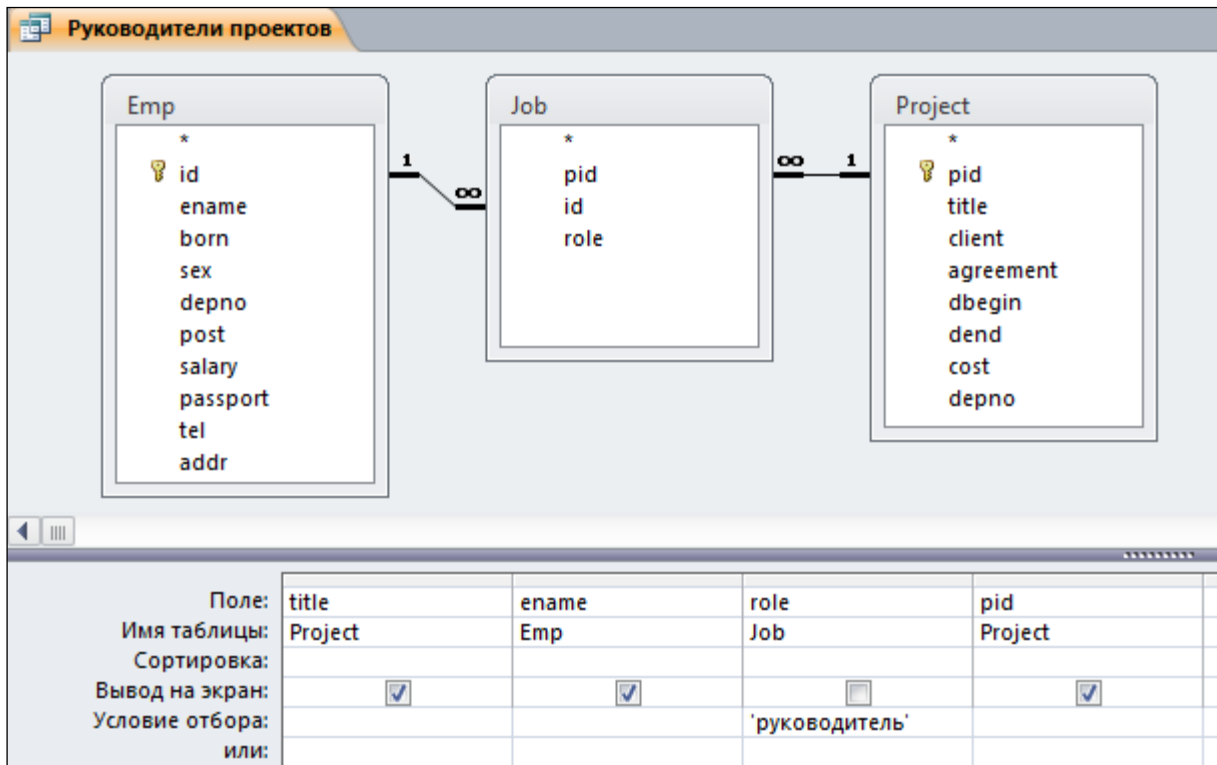 Руководители проектов
Emp
*
id
ename
born
sex
depno
post
salary
passport
tel
addr
1
∞
Job
*
pid
id
role
∞
1
Project
*
pid
title
client
agreement
dbegin
dend
cost
depno
Поле: title ename role pid
Имя таблицы: Project Emp Job Project
Сортировка:
Вывод на экран:
Условие отбора: 'руководитель'
или: